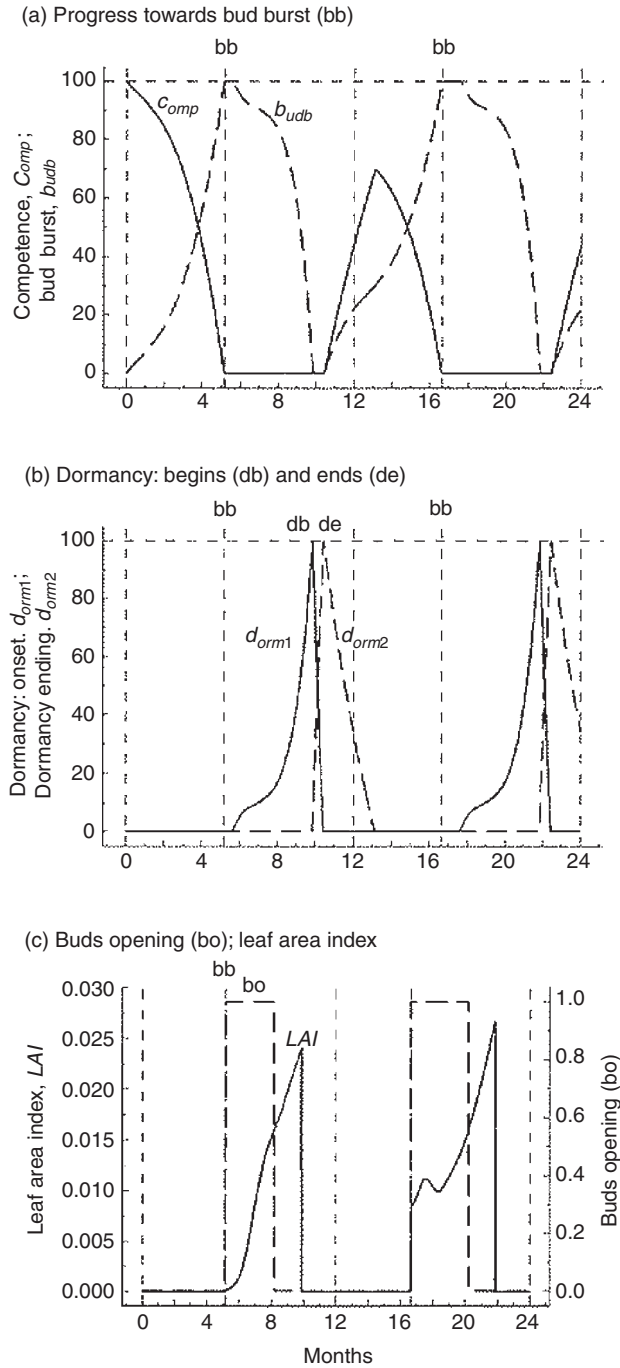 (a) Progress towards bud burst (bb)
bb bb
Competence, Comp;
bud burst, budb
100
80
60
40
20
0
comp
budb
0 4 8 12 16 20 24
(b) Dormancy: begins (db) and ends (de)
bb db de bb
Dormancy: onset. dorm1;
Dormancy ending. dorm2
100
80
60
40
20
0
dorm1 dorm2
0 4 8 12 16 20 24
(c) Buds opening (bo); leaf area index
bb
bo
Leaf area index, LAI
0.030
0.025
0.020
0.015
0.010
0.005
0.000
LAI
1.0
0.8
0.6
0.4
0.2
0.0
Buds opening (bo)
0 4 8 12 16 20 24
Months